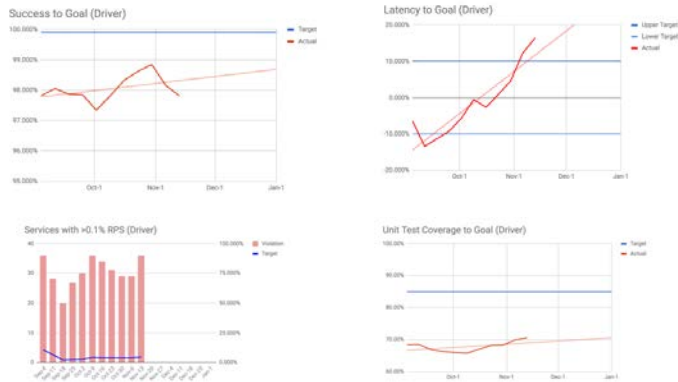 Success to Goal (Driver)
Target
Actual
100.000%
99.000%
98.000%
97.000%
96.000%
95.000%
Oct-1
Nov-1
Dec-1
Jan-1
Latency to Goal (Driver)
Upper Target
Lower Target
Actual
20.000%
10.000%
0.000%
-10.000%
-20.000%
Oct-1
Nov-1
Dec-1
Jan-1
Services with >0.1% RPS (Driver)
Violation
Target
40
30
20
10
0
100.000%
75.000%
50.000%
25.000%
0.000%
Unit Test Coverage to Goal (Driver)
Target
Actual
100.00%
90.00%
80.00%
70.00%
60.00%
Oct-1
Nov-1
Dec-1
Jan-1